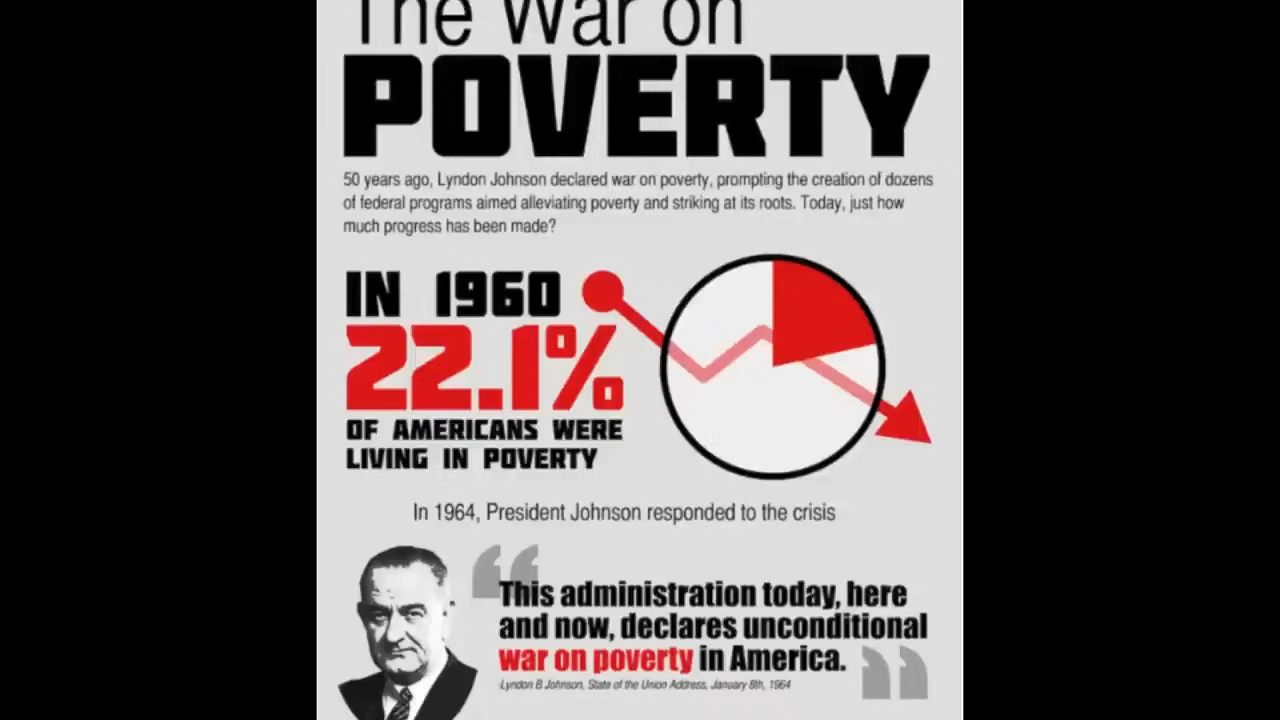 The War on
POVERTY
50 years ago, Lyndon Johnson declared war on poverty, prompting the creation of dozens
of federal programs aimed alleviating poverty and striking at its roots. Today, just how
much progress has been made?
IN 1960
22.1%
OF AMERICANS WERE
LIVING IN POVERTY
In 1964, President Johnson responded to the crisis
“This administration today, here
and now, declares unconditional
war on poverty in America.”
-Lyndon B Johnson, State of the Union Address, January 8th, 1964